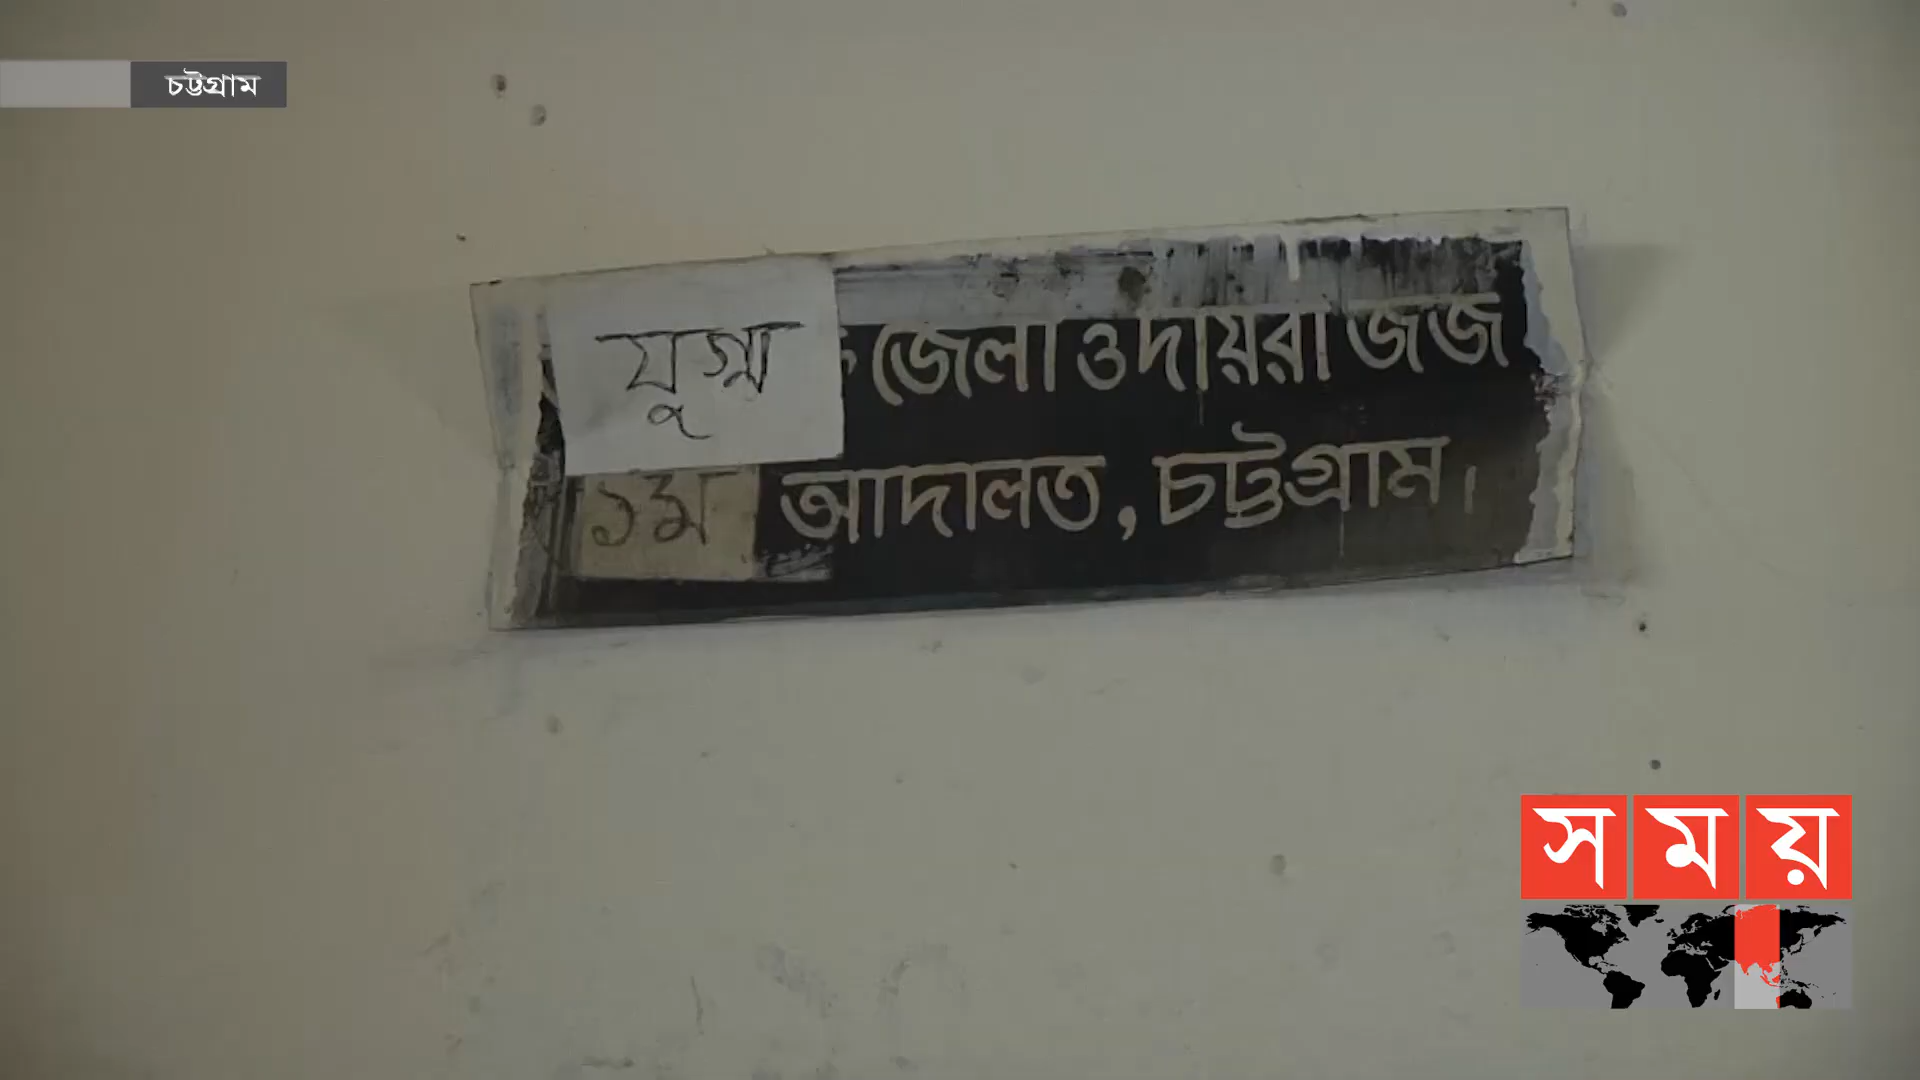 চট্টগ্রাম
যুগ্ম জেলা ও দায়রা জজ
১ম আদালত, চট্টগ্রাম।
সময়